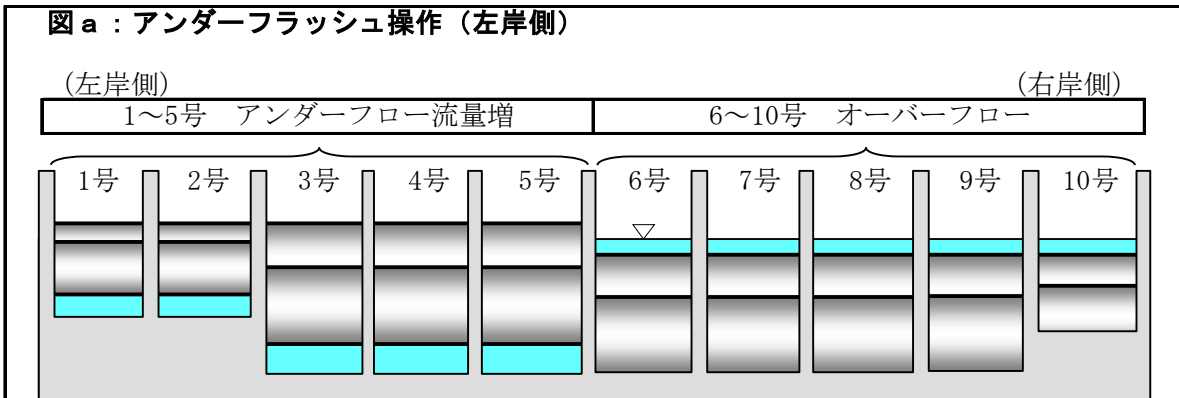 図a:アンダーフラッシュ操作(左岸側)
(左岸側) (右岸側)
1~5号 アンダーフロー流量増 6~10号 オーバーフロー
1号 2号 3号 4号 5号 6号 7号 8号 9号 10号